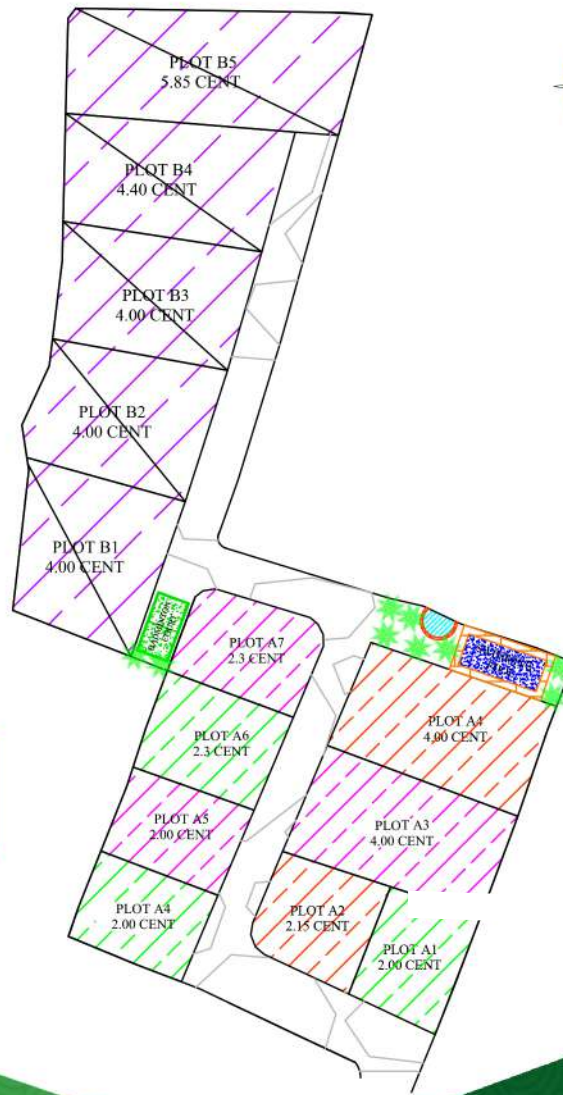 PLOT B5
5.85 CENT
PLOT B4
4.40 CENT
PLOT B3
4.00 CENT
PLOT B2
4.00 CENT
PLOT B1
4.00 CENT
BADMINTON
COURT
PLOT A7
2.3 CENT
PLOT A4
4.00 CENT
PLOT A6
2.3 CENT
PLOT A5
2.00 CENT
PLOT A3
4.00 CENT
PLOT A4
2.00 CENT
PLOT A2
2.15 CENT
PLOT A1
2.00 CENT